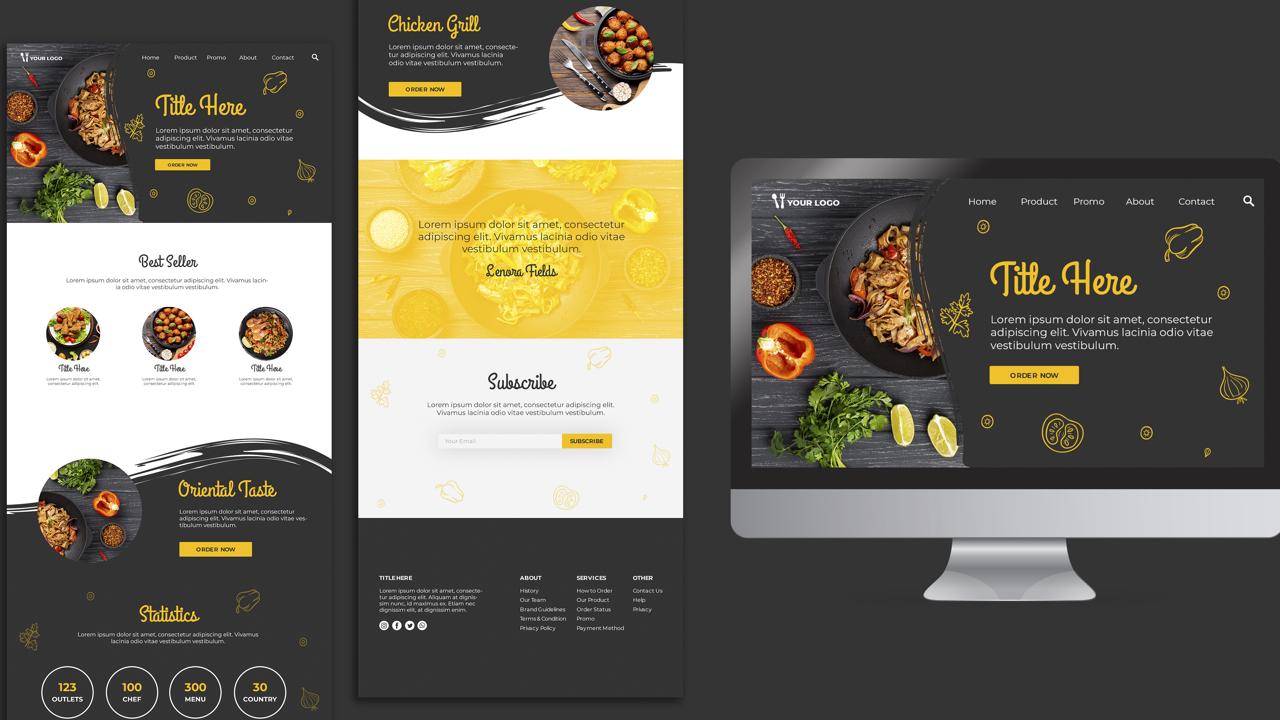 YOUR LOGO
Home Product Promo About Contact
Title Here
Lorem ipsum dolor sit amet, consectetur
adipiscing elit. Vivamus lacinia odio vitae
vestibulum vestibulum.
ORDER NOW
Best Seller
Lorem ipsum dolor sit amet, consectetur adipiscing elit. Vivamus lacin-
ia odio vitae vestibulum vestibulum.
Title Here
Lorem ipsum dolor sit amet,
consectetur adipiscing elit.
Title Here
Lorem ipsum dolor sit amet,
consectetur adipiscing elit.
Title Here
Lorem ipsum dolor sit amet,
consectetur adipiscing elit.
Oriental Taste
Lorem ipsum dolor sit amet, consectetur
adipiscing elit. Vivamus lacinia odio vitae ves-
tibulum vestibulum.
ORDER NOW
Statistics
Lorem ipsum dolor sit amet, consectetur adipiscing elit. Vivamus
lacinia odio vitae vestibulum vestibulum.
123
OUTLETS
100
CHEF
300
MENU
30
COUNTRY
Chicken Grill
Lorem ipsum dolor sit amet, consecte-
tur adipiscing elit. Vivamus lacinia
odio vitae vestibulum vestibulum.
ORDER NOW
Lorem ipsum dolor sit amet, consectetur
adipiscing elit. Vivamus lacinia odio vitae
vestibulum vestibulum.
Lenora Fields
Subscribe
Lorem ipsum dolor sit amet, consectetur adipiscing elit.
Vivamus lacinia odio vitae vestibulum vestibulum.
Your Email
SUBSCRIBE
TITLE HERE
Lorem ipsum dolor sit amet, consecte-
tur adipiscing elit. Aliquam at dignis-
sim nunc, id maximus ex. Etiam nec
dignissim elit, at dignissim enim.
ABOUT
History
Our Team
Brand Guidelines
Terms & Condition
Privacy Policy
SERVICES
How to Order
Our Product
Order Status
Promo
Payment Method
OTHER
Contact Us
Help
Privacy
YOUR LOGO
Home Product Promo About Contact
Title Here
Lorem ipsum dolor sit amet, consectetur
adipiscing elit. Vivamus lacinia odio vitae
vestibulum vestibulum.
ORDER NOW